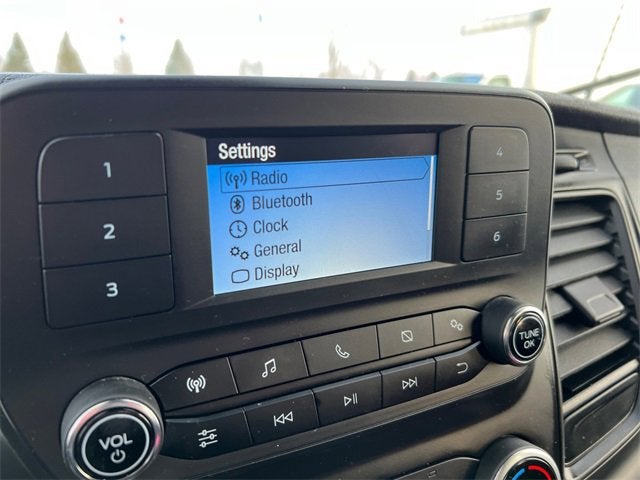 Settings
Radio
Bluetooth
Clock
General
Display
1
2
3
4
5
6
VOL
TUNE
OK